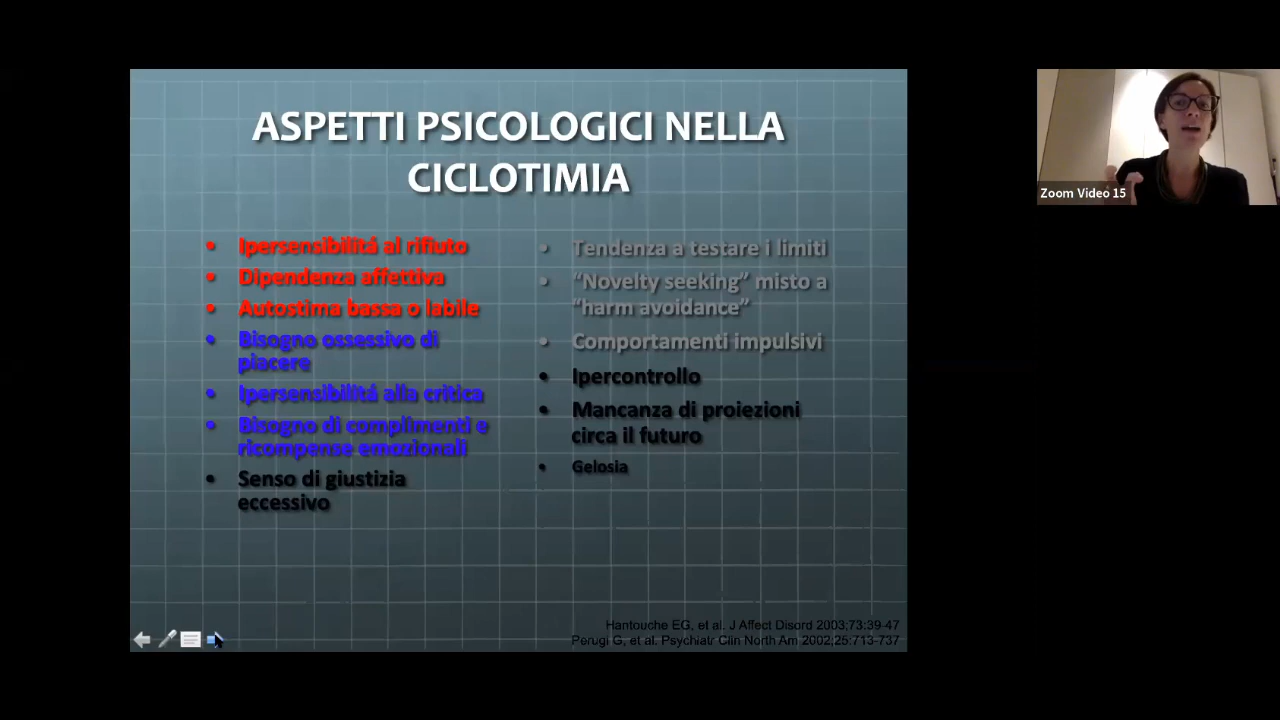 ASPETTI PSICOLOGICI NELLA
CICLOTIMIA
• Ipersensibilitá al rifiuto
• Dipendenza affettiva
• Autostima bassa o labile
• Bisogno ossessivo di
piacere
• Ipersensibilitá alla critica
• Bisogno di complimenti e
ricompense emozionali
• Senso di giustizia
eccessivo
• Tendenza a testare i limiti
• “Novelty seeking” misto a
“harm avoidance”
• Comportamenti impulsivi
• Ipercontrollo
• Mancanza di proiezioni
circa il futuro
• Gelosia
Hantouche EG, et al. J Affect Disord 2003;73:39-47
Perugi G, et al. Psychiatr Clin North Am 2002;25:713-737
Zoom Video 15